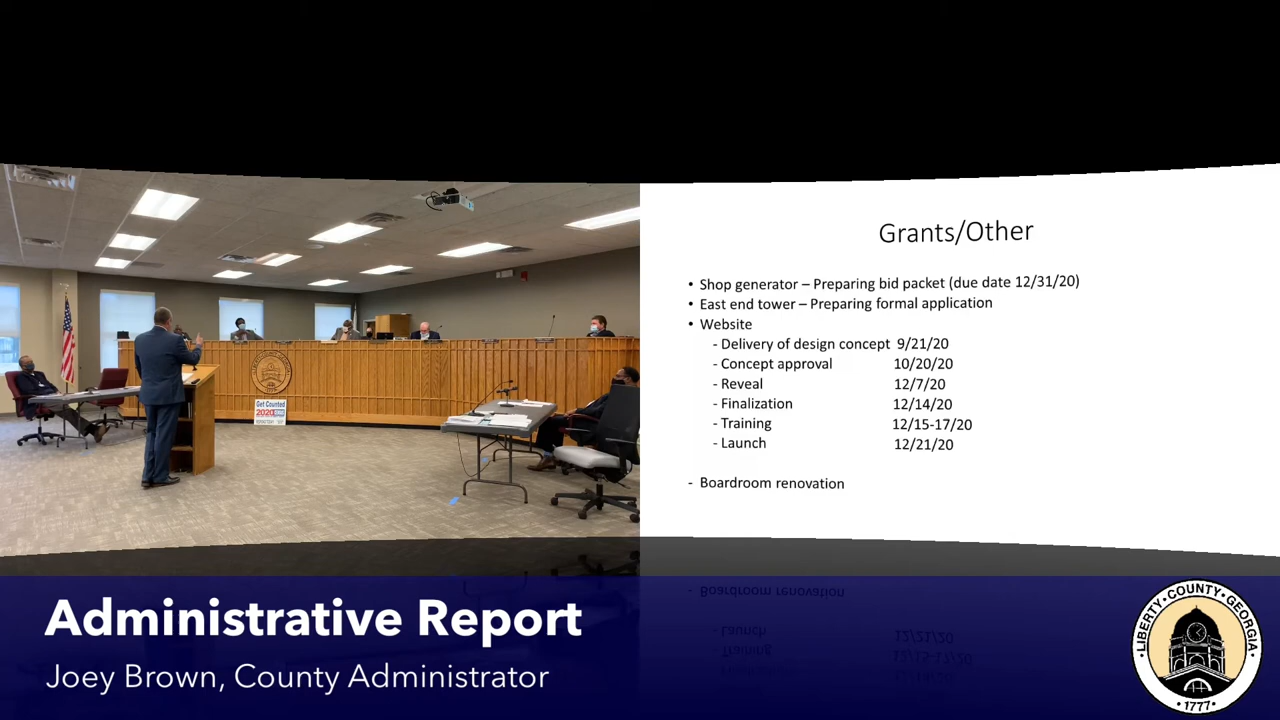 Grants/Other
• Shop generator – Preparing bid packet (due date 12/31/20)
• East end tower – Preparing formal application
• Website
- Delivery of design concept 9/21/20
- Concept approval 10/20/20
- Reveal 12/7/20
- Finalization 12/14/20
- Training 12/15-17/20
- Launch 12/21/20
- Boardroom renovation
Get Counted
2020
Administrative Report
Joey Brown, County Administrator
LIBERTY • COUNTY • GEORGIA
• 1777 •